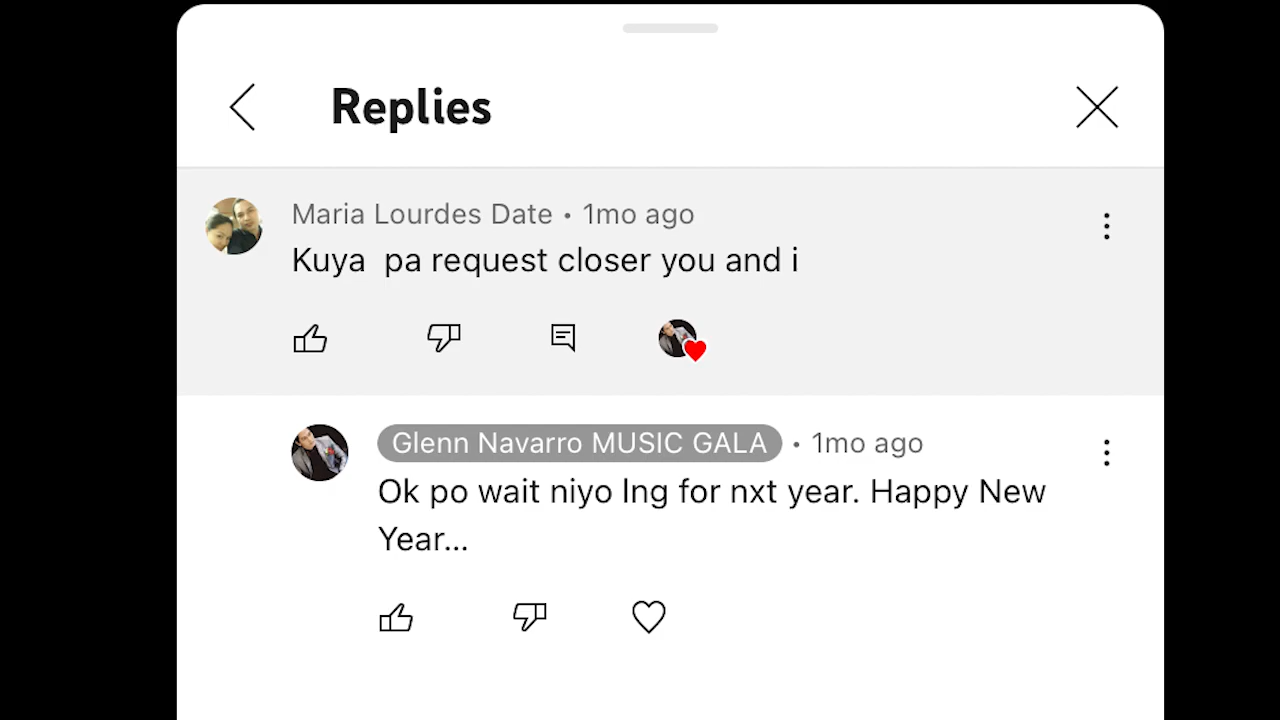 Replies
Maria Lourdes Date • 1mo ago
Kuya  pa request closer you and i
Glenn Navarro MUSIC GALA • 1mo ago
Ok po wait niyo lng for nxt year. Happy New
Year...